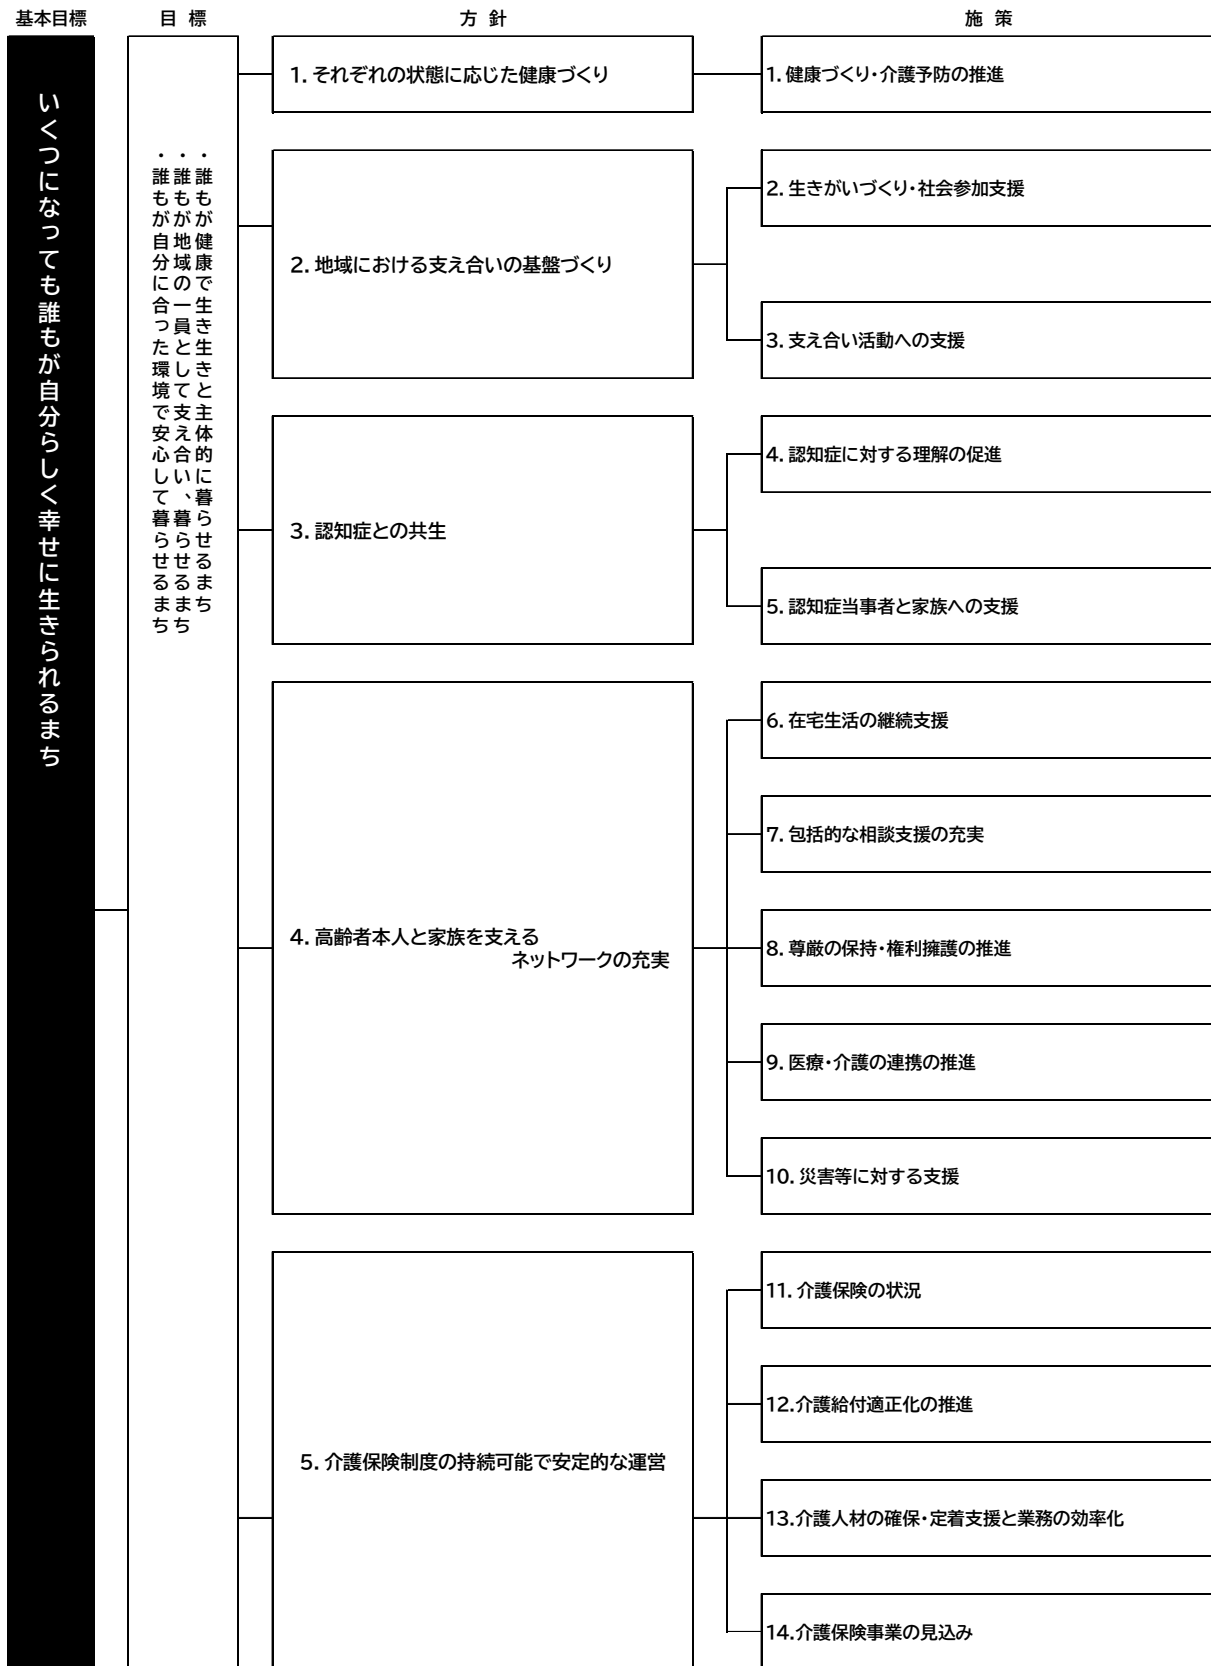 基本目標
目標
方針
施策
いくつになっても誰もが自分らしく幸せに生きられるまち
・誰もが健康で生き生きと主体的に暮らせるまち
・誰もが地域の一員として支え合い、暮らせるまち
・誰もが自分に合った環境で安心して暮らせるまち
1. それぞれの状態に応じた健康づくり
1. 健康づくり・介護予防の推進
2. 地域における支え合いの基盤づくり
2. 生きがいづくり・社会参加支援
3. 支え合い活動への支援
3. 認知症との共生
4. 認知症に対する理解の促進
5. 認知症当事者と家族への支援
4. 高齢者本人と家族を支える
ネットワークの充実
6. 在宅生活の継続支援
7. 包括的な相談支援の充実
8. 尊厳の保持・権利擁護の推進
9. 医療・介護の連携の推進
10. 災害等に対する支援
5. 介護保険制度の持続可能で安定的な運営
11. 介護保険の状況
12.介護給付適正化の推進
13.介護人材の確保・定着支援と業務の効率化
14.介護保険事業の見込み